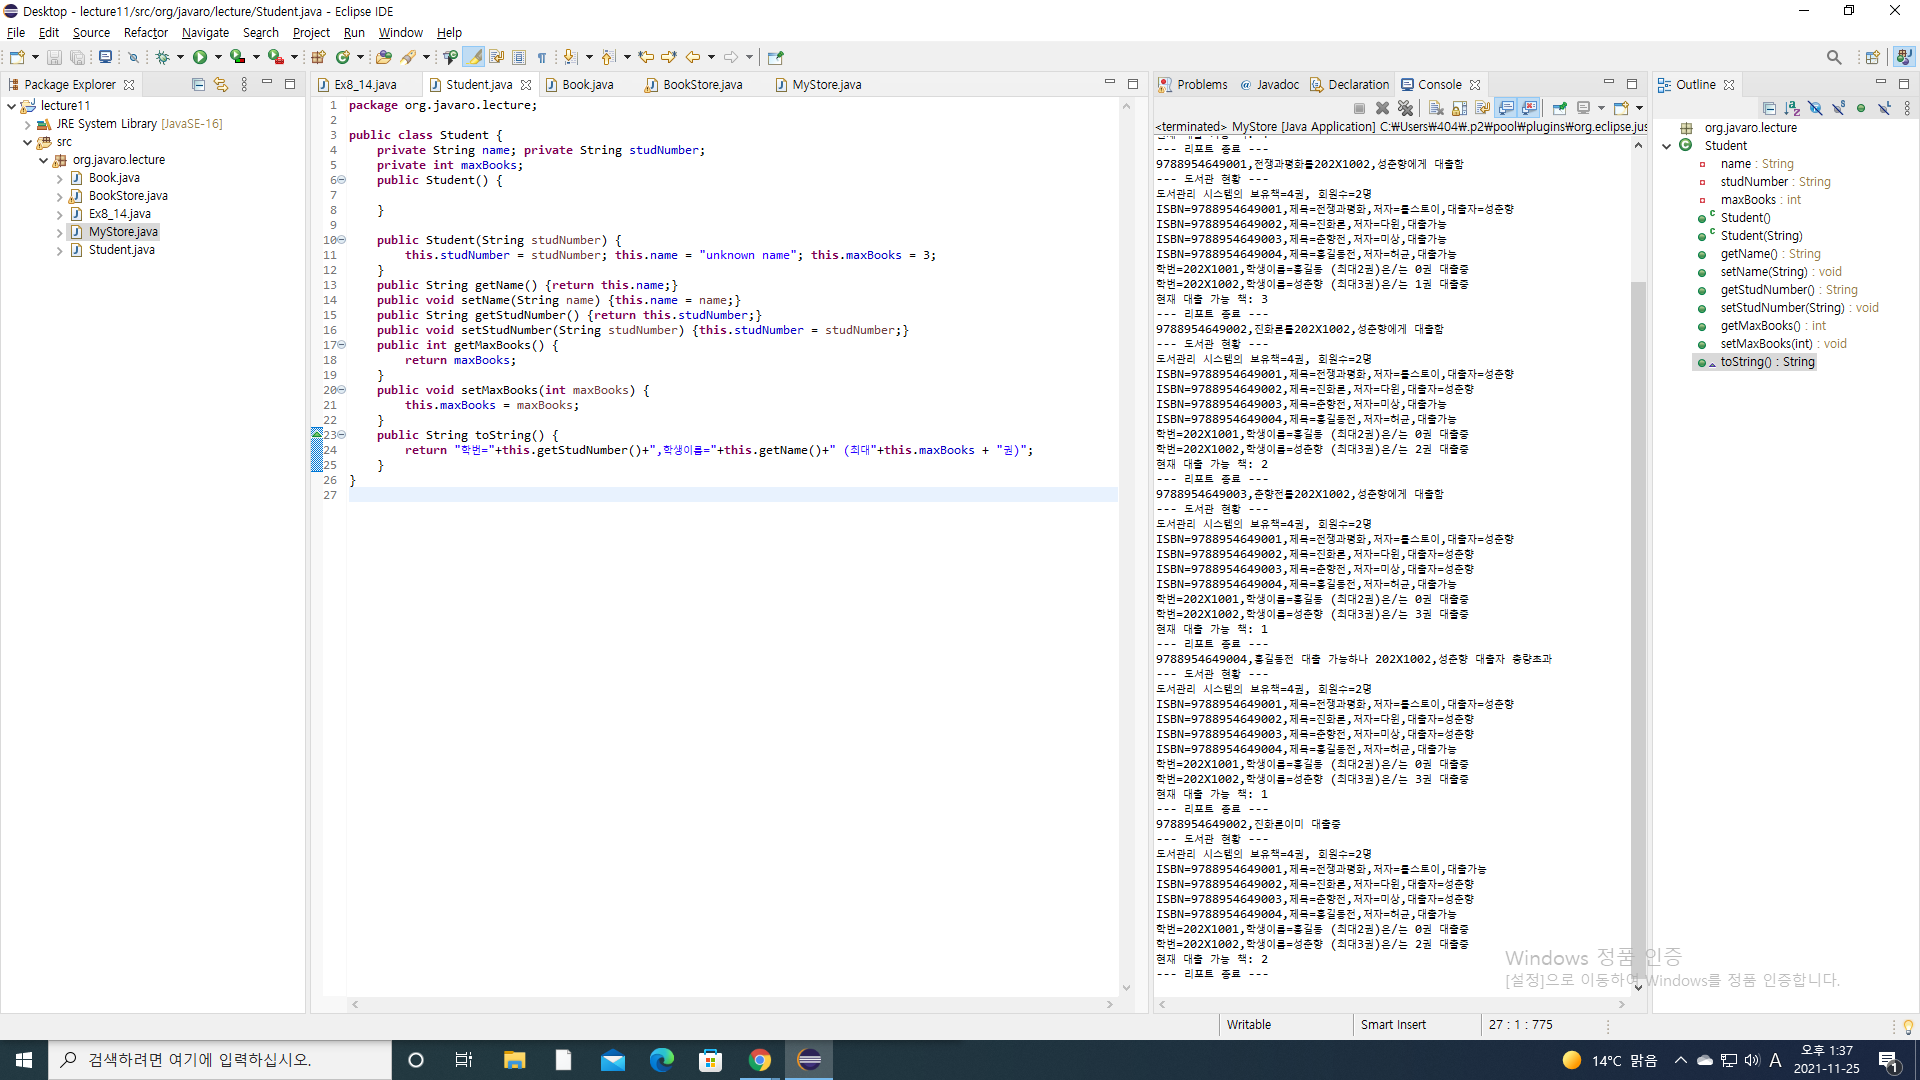 Desktop - lecture11/src/org/javaro/lecture/Student.java - Eclipse IDE
File Edit Source Refactor Navigate Search Project Run Window Help
Package Explorer
lecture11
JRE System Library [JavaSE-16]
src
org.javaro.lecture
Book.java
BookStore.java
Ex8_14.java
MyStore.java
Student.java
Ex8_14.java Student.java Book.java BookStore.java MyStore.java
1 package org.javaro.lecture;
2
3 public class Student {
4 private String name; private String studNumber;
5 private int maxBooks;
6 public Student() {
7
8 }
9
10 public Student(String studNumber) {
11 this.studNumber = studNumber; this.name = "unknown name"; this.maxBooks = 3;
12 }
13 public String getName() {return this.name;}
14 public void setName(String name) {this.name = name;}
15 public String getStudNumber() {return this.studNumber;}
16 public void setStudNumber(String studNumber) {this.studNumber = studNumber;}
17 public int getMaxBooks() {
18 return maxBooks;
19 }
20 public void setMaxBooks(int maxBooks) {
21 this.maxBooks = maxBooks;
22 }
23 public String toString() {
24 return "학번="+this.getStudNumber()+",학생이름="+this.getName()+" (최대"+this.maxBooks + "권)";
25 }
26 }
27
Problems Javadoc Declaration Console
<terminated> MyStore [Java Application] C:₩Users₩404₩.p2₩pool₩plugins₩org.eclipse.jus
--- 리포트 종료 ---
9788954649001,전쟁과평화를202X1002,성춘향에게 대출함
--- 도서관 현황 ---
도서관리 시스템의 보유책=4권, 회원수=2명
ISBN=9788954649001,제목=전쟁과평화,저자=톨스토이,대출자=성춘향
ISBN=9788954649002,제목=진화론,저자=다윈,대출가능
ISBN=9788954649003,제목=춘향전,저자=미상,대출가능
ISBN=9788954649004,제목=홍길동전,저자=허균,대출가능
학번=202X1001,학생이름=홍길동 (최대2권)은/는 0권 대출중
학번=202X1002,학생이름=성춘향 (최대3권)은/는 1권 대출중
현재 대출 가능 책: 3
--- 리포트 종료 ---
9788954649002,진화론를202X1002,성춘향에게 대출함
--- 도서관 현황 ---
도서관리 시스템의 보유책=4권, 회원수=2명
ISBN=9788954649001,제목=전쟁과평화,저자=톨스토이,대출자=성춘향
ISBN=9788954649002,제목=진화론,저자=다윈,대출자=성춘향
ISBN=9788954649003,제목=춘향전,저자=미상,대출가능
ISBN=9788954649004,제목=홍길동전,저자=허균,대출가능
학번=202X1001,학생이름=홍길동 (최대2권)은/는 0권 대출중
학번=202X1002,학생이름=성춘향 (최대3권)은/는 2권 대출중
현재 대출 가능 책: 2
--- 리포트 종료 ---
9788954649003,춘향전를202X1002,성춘향에게 대출함
--- 도서관 현황 ---
도서관리 시스템의 보유책=4권, 회원수=2명
ISBN=9788954649001,제목=전쟁과평화,저자=톨스토이,대출자=성춘향
ISBN=9788954649002,제목=진화론,저자=다윈,대출자=성춘향
ISBN=9788954649003,제목=춘향전,저자=미상,대출자=성춘향
ISBN=9788954649004,제목=홍길동전,저자=허균,대출가능
학번=202X1001,학생이름=홍길동 (최대2권)은/는 0권 대출중
학번=202X1002,학생이름=성춘향 (최대3권)은/는 3권 대출중
현재 대출 가능 책: 1
--- 리포트 종료 ---
9788954649004,홍길동전 대출 가능하나 202X1002,성춘향 대출자 총량초과
--- 도서관 현황 ---
도서관리 시스템의 보유책=4권, 회원수=2명
ISBN=9788954649001,제목=전쟁과평화,저자=톨스토이,대출자=성춘향
ISBN=9788954649002,제목=진화론,저자=다윈,대출자=성춘향
ISBN=9788954649003,제목=춘향전,저자=미상,대출자=성춘향
ISBN=9788954649004,제목=홍길동전,저자=허균,대출가능
학번=202X1001,학생이름=홍길동 (최대2권)은/는 0권 대출중
학번=202X1002,학생이름=성춘향 (최대3권)은/는 3권 대출중
현재 대출 가능 책: 1
--- 리포트 종료 ---
9788954649002,진화론이미 대출중
--- 도서관 현황 ---
도서관리 시스템의 보유책=4권, 회원수=2명
ISBN=9788954649001,제목=전쟁과평화,저자=톨스토이,대출가능
ISBN=9788954649002,제목=진화론,저자=다윈,대출자=성춘향
ISBN=9788954649003,제목=춘향전,저자=미상,대출자=성춘향
ISBN=9788954649004,제목=홍길동전,저자=허균,대출가능
학번=202X1001,학생이름=홍길동 (최대2권)은/는 0권 대출중
학번=202X1002,학생이름=성춘향 (최대3권)은/는 2권 대출중
현재 대출 가능 책: 2
--- 리포트 종료 ---
Outline
org.javaro.lecture
Student
name : String
studNumber : String
maxBooks : int
Student()
Student(String)
getName() : String
setName(String) : void
getStudNumber() : String
setStudNumber(String) : void
getMaxBooks() : int
setMaxBooks(int) : void
toString() : String
Windows 정품 인증
[설정]으로 이동하여 Windows를 정품 인증합니다.
Writable Smart Insert 27 : 1 : 775
검색하려면 여기에 입력하십시오.
14°C 맑음 A 오후 1:37
2021-11-25
1